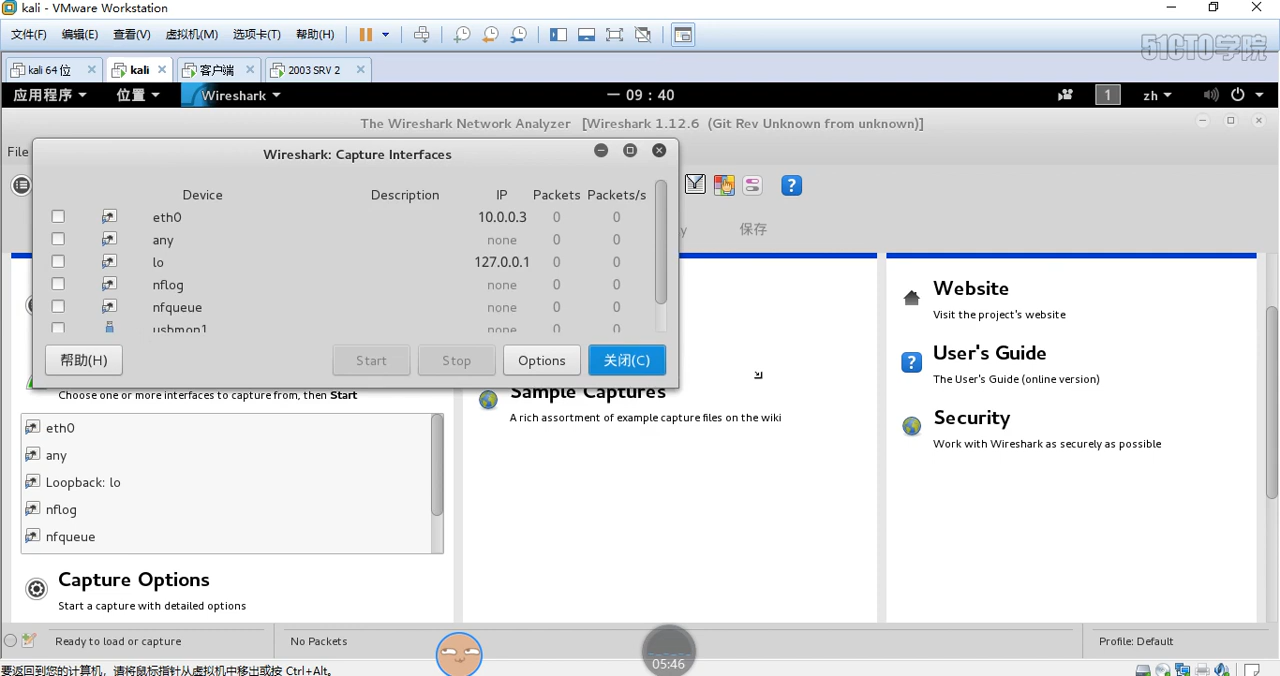 kali - VMware Workstation
文件(F) 编辑(E) 查看(V) 虚拟机(M) 选项卡(T) 帮助(H)
51CTO学院
kali 64 位 kali 客户端 2003 SRV 2
应用程序 位置 Wireshark 一 09：40 1 zh
The Wireshark Network Analyzer [Wireshark 1.12.6 (Git Rev Unknown from unknown)]
File
Wireshark: Capture Interfaces
Device Description IP Packets Packets/s
eth0 10.0.0.3 0 0
any none 0 0
lo 127.0.0.1 0 0
nflog none 0 0
nfqueue none 0 0
usbmon1 none 0 0
帮助(H) Start Stop Options 关闭(C)
y 保存
Choose one or more interfaces to capture from, then Start
eth0
any
Loopback: lo
nflog
nfqueue
Capture Options
Start a capture with detailed options
Sample Captures
A rich assortment of example capture files on the wiki
Website
Visit the project's website
User's Guide
The User's Guide (online version)
Security
Work with Wireshark as securely as possible
Ready to load or capture No Packets Profile: Default
05:46
要返回到您的计算机，请将鼠标指针从虚拟机中移出或按 Ctrl+Alt。